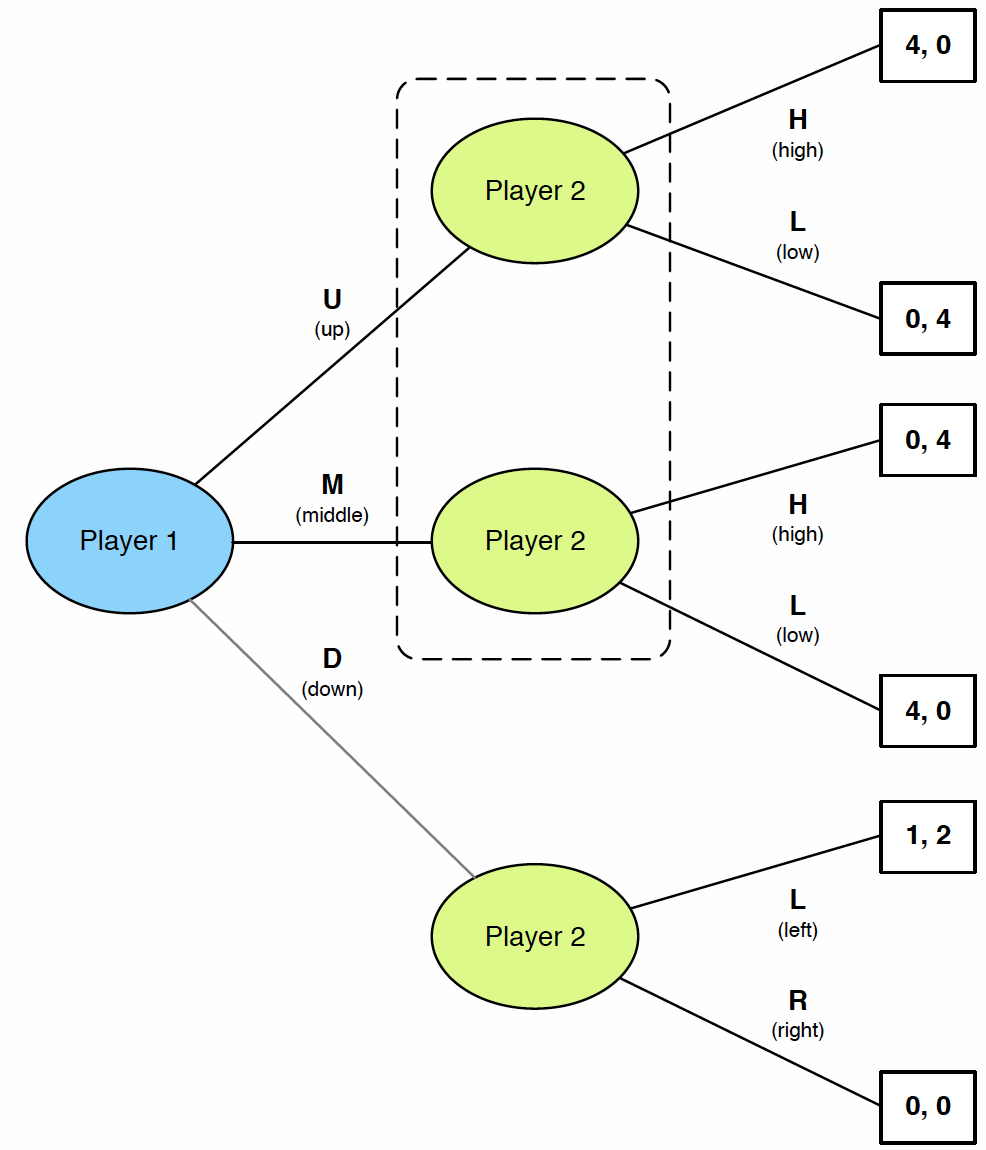 4, 0
H
(high)
Player 2
L
(low)
0, 4
U
(up)
0, 4
M
(middle)
H
(high)
Player 1
Player 2
L
(low)
D
(down)
4, 0
1, 2
L
(left)
Player 2
R
(right)
0, 0